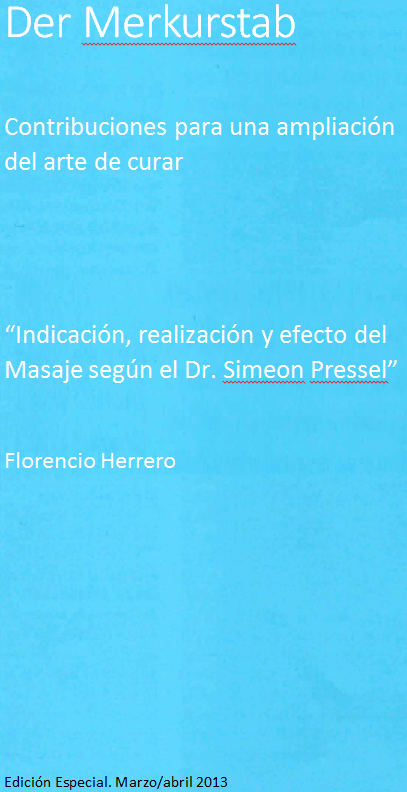 Der Merkurstab
Contribuciones para una ampliación
del arte de curar
“Indicación, realización y efecto del
Masaje según el Dr. Simeon Pressel”
Florencio Herrero
Edición Especial. Marzo/abril 2013